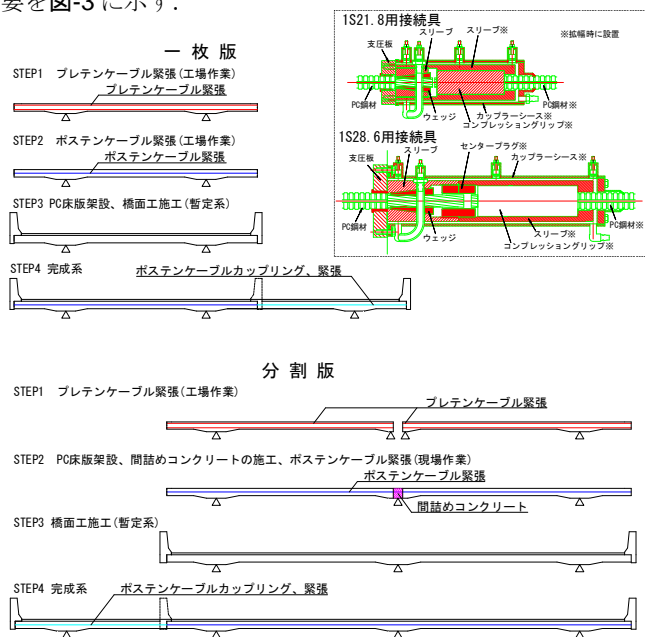 要を図-3 に示す.
1S21.8用接続具
スリーブ
スリーブ※
※拡幅時に設置
支圧板
PC鋼材
ウェッジ
カップラーシース※
コンプレッショングリップ※
PC鋼材※
1S28.6用接続具
スリーブ
センタープラグ※
カップラーシース※
支圧板
PC鋼材
ウェッジ
スリーブ※
コンプレッショングリップ※
PC鋼材※
一 枚 版
STEP1 プレテンケーブル緊張(工場作業)
プレテンケーブル緊張
STEP2 ポステンケーブル緊張(工場作業)
ポステンケーブル緊張
STEP3 PC床版架設、橋面工施工(暫定系)
STEP4 完成系
ポステンケーブルカップリング、緊張
分 割 版
STEP1 プレテンケーブル緊張(工場作業)
プレテンケーブル緊張
STEP2 PC床版架設、間詰めコンクリートの施工、ポステンケーブル緊張(現場作業)
ポステンケーブル緊張
間詰めコンクリート
STEP3 橋面工施工(暫定系)
STEP4 完成系
ポステンケーブルカップリング、緊張